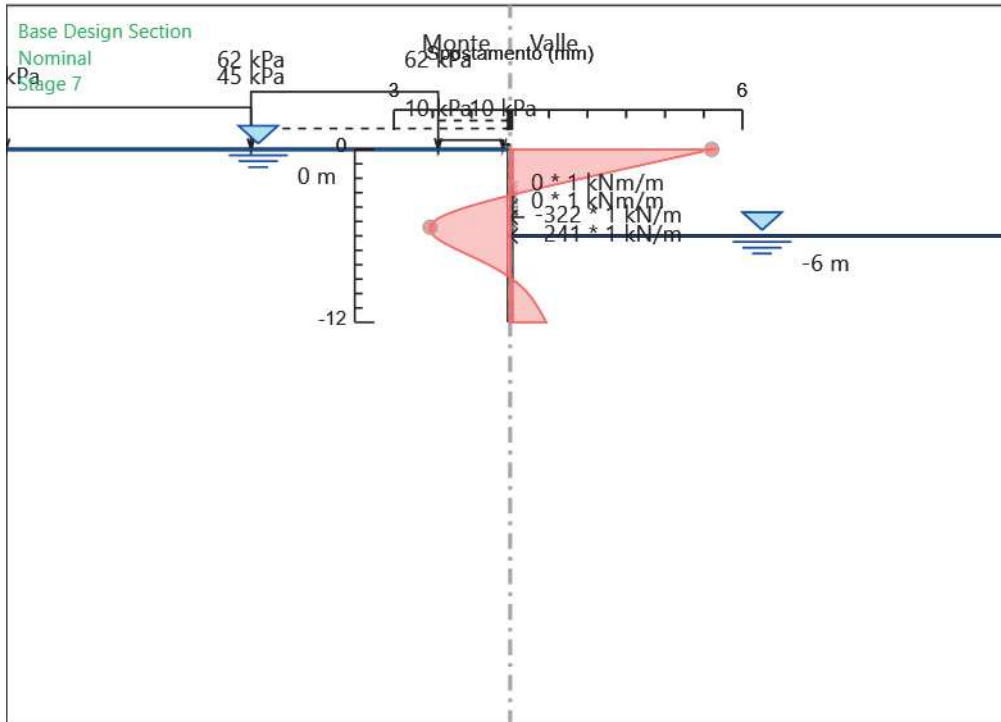 Base Design Section
Nominal
Stage 7
kPa
62 kPa
45 kPa
62 kPa
Monte
Valle
Spostamento (mm)
3
6
10 kPa
10 kPa
0
0 m
-12
0 * 1 kNm/m
0 * 1 kNm/m
-322 * 1 kN/m
-241 * 1 kN/m
-6 m